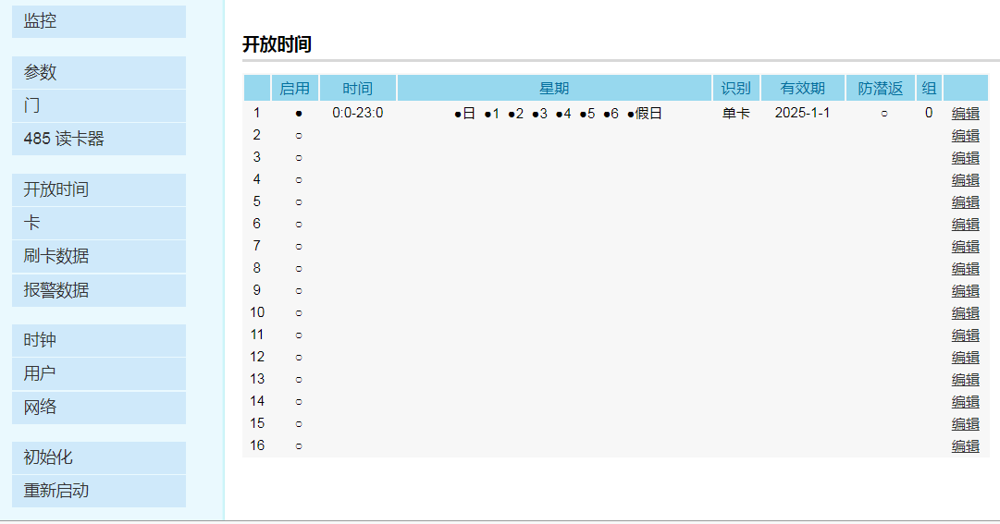 监控
参数
门
485 读卡器
开放时间
卡
刷卡数据
报警数据
时钟
用户
网络
初始化
重新启动
开放时间
启用 时间 星期 识别 有效期 防潜返 组
1 ● 0:0-23:0 ●日 ●1 ●2 ●3 ●4 ●5 ●6 ●假日 单卡 2025-1-1 ○ 0 编辑
2 ○ 编辑
3 ○ 编辑
4 ○ 编辑
5 ○ 编辑
6 ○ 编辑
7 ○ 编辑
8 ○ 编辑
9 ○ 编辑
10 ○ 编辑
11 ○ 编辑
12 ○ 编辑
13 ○ 编辑
14 ○ 编辑
15 ○ 编辑
16 ○ 编辑